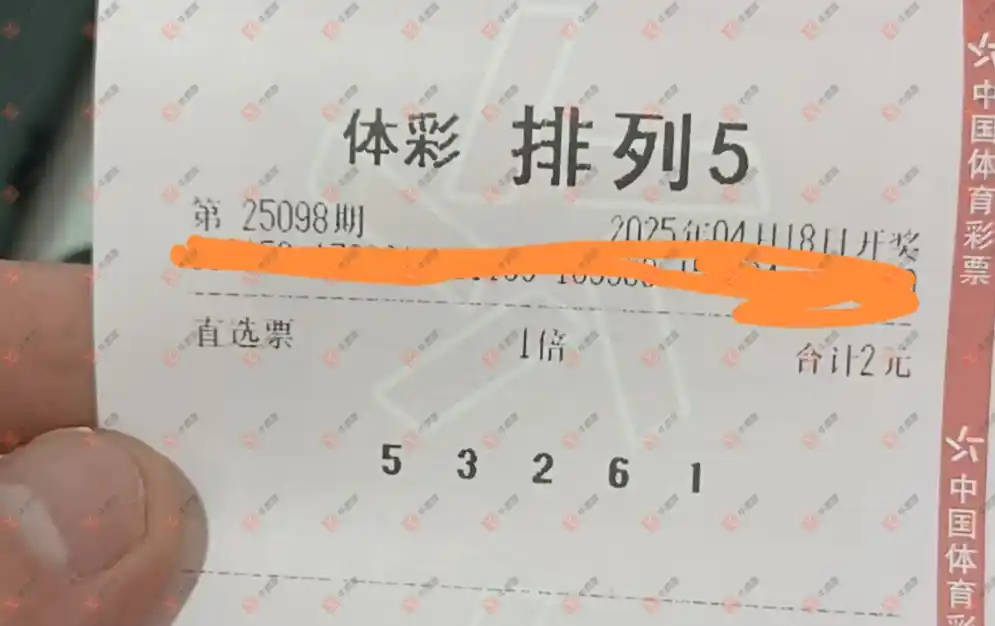 体彩 排列5
第 25098期 2025年04月18日开奖
直选票 1倍 合计2元
5 3 2 6 1
中国体育彩票
中国体育彩